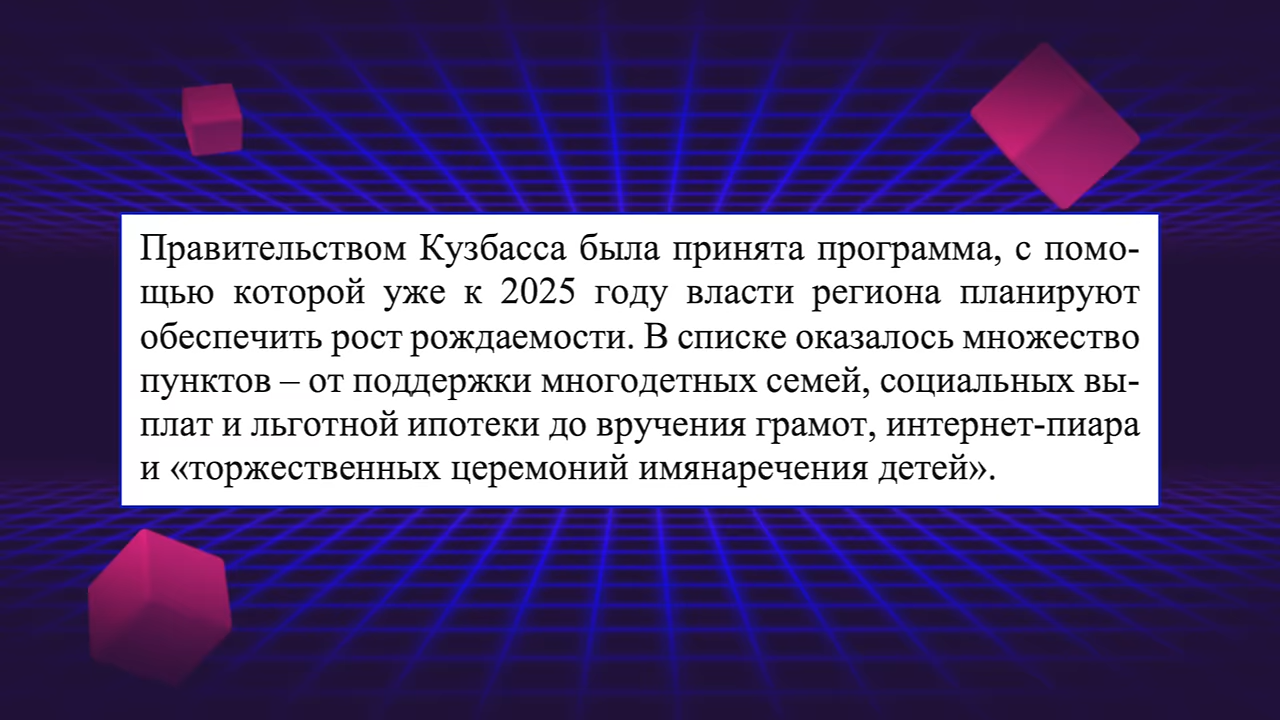 Правительством Кузбасса была принята программа, с помо-
щью которой уже к 2025 году власти региона планируют
обеспечить рост рождаемости. В списке оказалось множество
пунктов – от поддержки многодетных семей, социальных вы-
плат и льготной ипотеки до вручения грамот, интернет-пиара
и «торжественных церемоний имянаречения детей».